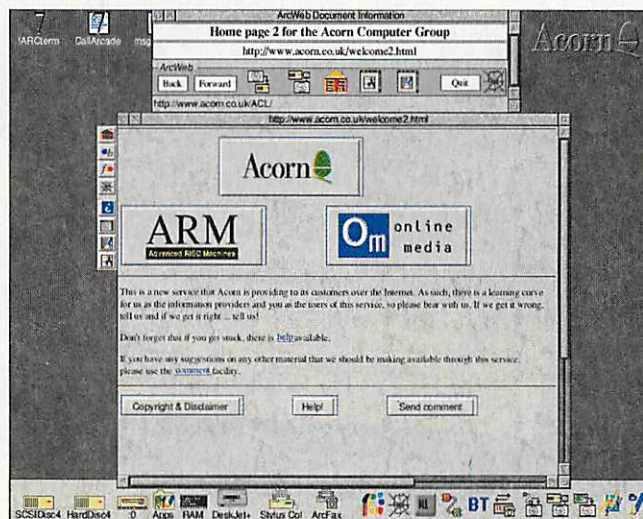 ArcWeb Document Information
Home page 2 for the Acorn Computer Group
http://www.acorn.co.uk/welcome2.html
ArcWeb
Back Forward Quit
http://www.acorn.co.uk/ACL/
!ARCterm CallArcade msg
Acorn
http://www.acorn.co.uk/welcome2.html
Acorn
ARM
Advanced RISC Machines
Om online
media
This is a new service that Acorn is providing to its customers over the Internet. As such, there is a learning curve
for us as the information providers and you as the users of this service, so please bear with us. If we get it wrong,
tell us and if we get it right ... tell us!
Don't forget that if you get stuck, there is help available.
If you have any suggestions on any other material that we should be making available through this service,
please use the comment facility.
Copyright & Disclaimer Help! Send comment
SCSIDisc4 HardDisc4 :0 Apps RAM DeskJet+ Stylus Col ArcFax BT